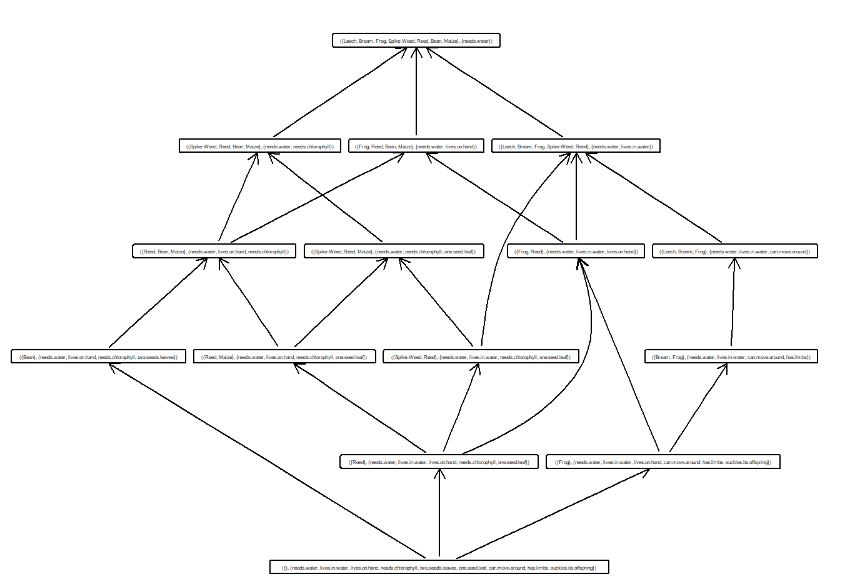 ({Leech, Bream, Frog, Spike-Weed, Reed, Bean, Maize}, {needs.water})
({Spike-Weed, Reed, Bean, Maize}, {needs.water, needs.chlorophyll})
({Frog, Reed, Bean, Maize}, {needs.water, lives.on.hand})
({Leech, Bream, Frog, Spike-Weed, Reed}, {needs.water, lives.in.water})
({Reed, Bean, Maize}, {needs.water, lives.on.hand, needs.chlorophyll})
({Spike-Weed, Reed, Maize}, {needs.water, needs.chlorophyll, one.seed.leaf})
({Frog, Reed}, {needs.water, lives.in.water, lives.on.hand})
({Leech, Bream, Frog}, {needs.water, lives.in.water, can.move.around})
({Bean}, {needs.water, lives.on.hand, needs.chlorophyll, two.seeds.leaves})
({Reed, Maize}, {needs.water, lives.on.hand, needs.chlorophyll, one.seed.leaf})
({Spike-Weed, Reed}, {needs.water, lives.in.water, needs.chlorophyll, one.seed.leaf})
({Bream, Frog}, {needs.water, lives.in.water, can.move.around, has.limbs})
({Reed}, {needs.water, lives.in.water, lives.on.hand, needs.chlorophyll, one.seed.leaf})
({Frog}, {needs.water, lives.in.water, lives.on.hand, can.move.around, has.limbs, suckles.its.offspring})
({}, {needs.water, lives.in.water, lives.on.hand, needs.chlorophyll, two.seeds.leaves, one.seed.leaf, can.move.around, has.limbs, suckles.its.offspring})